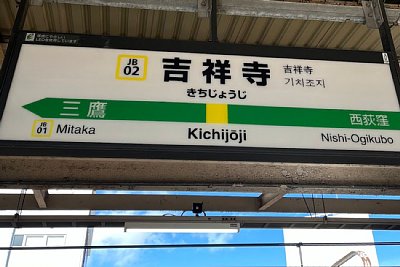 JB
02
吉祥寺
吉祥寺
기치조지
きちじょうじ
三鷹
西荻窪
JB
01
Mitaka
Kichijōji
Nishi-Ogikubo